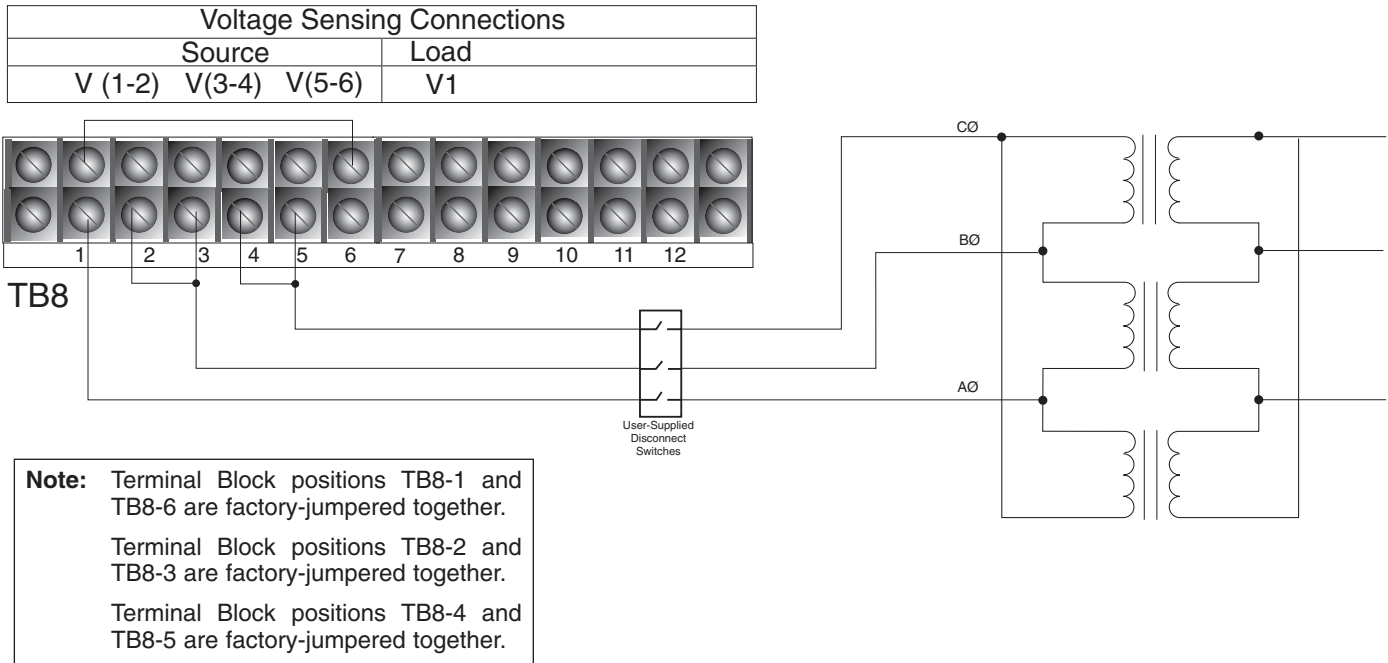 Voltage Sensing Connections
Source Load
V (1-2) V(3-4) V(5-6) V1
CØ
BØ
1 2 3 4 5 6 7 8 9 10 11 12
TB8
AØ
User-Supplied
Disconnect
Switches
Note: Terminal Block positions TB8-1 and
TB8-6 are factory-jumpered together.
Terminal Block positions TB8-2 and
TB8-3 are factory-jumpered together.
Terminal Block positions TB8-4 and
TB8-5 are factory-jumpered together.